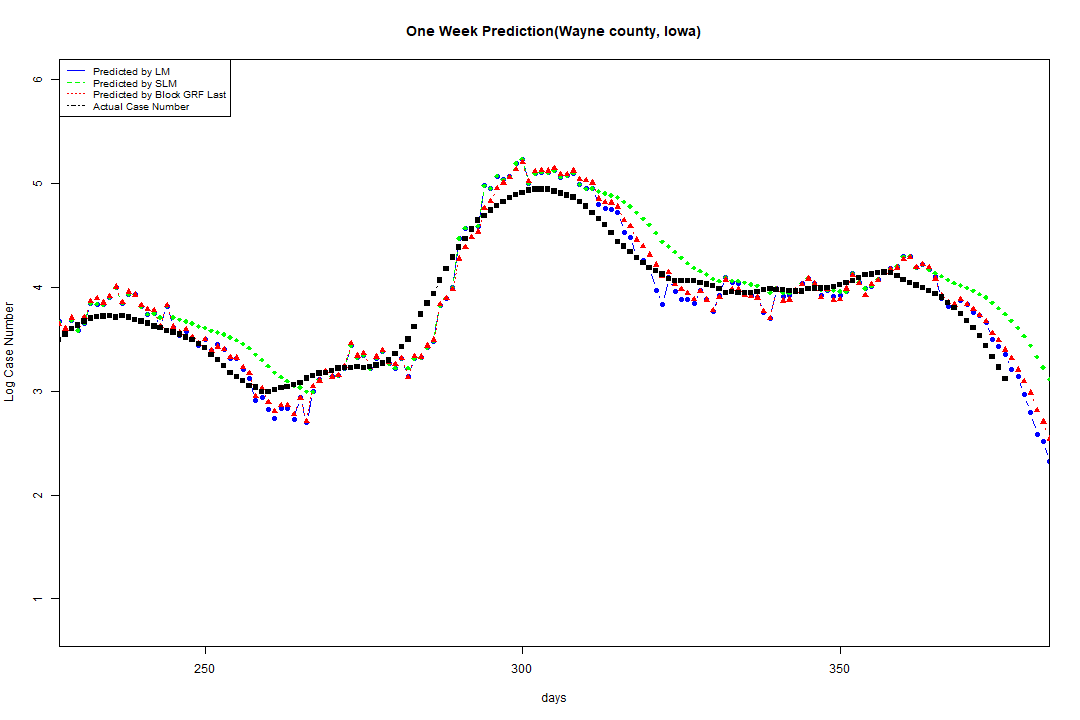 One Week Prediction(Wayne county, Iowa)
Predicted by LM
Predicted by SLM
Predicted by Block GRF Last
Actual Case Number
6
5
4
3
2
1
Log Case Number
250
300
350
days